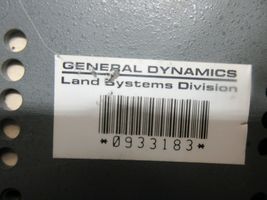 GENERAL DYNAMICS
Land Systems Division
*0933183*